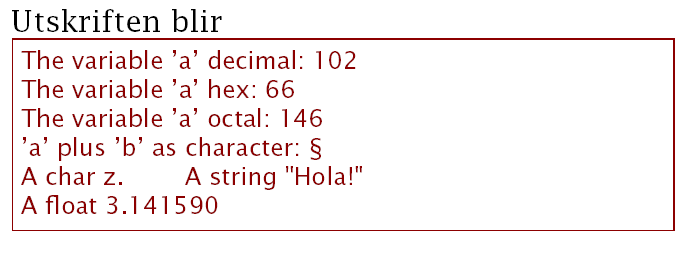 Utskriften blir
The variable ’a’ decimal: 102
The variable ’a’ hex: 66
The variable ’a’ octal: 146
’a’ plus ’b’ as character: §
A char z.	A string "Hola!"
A float 3.141590